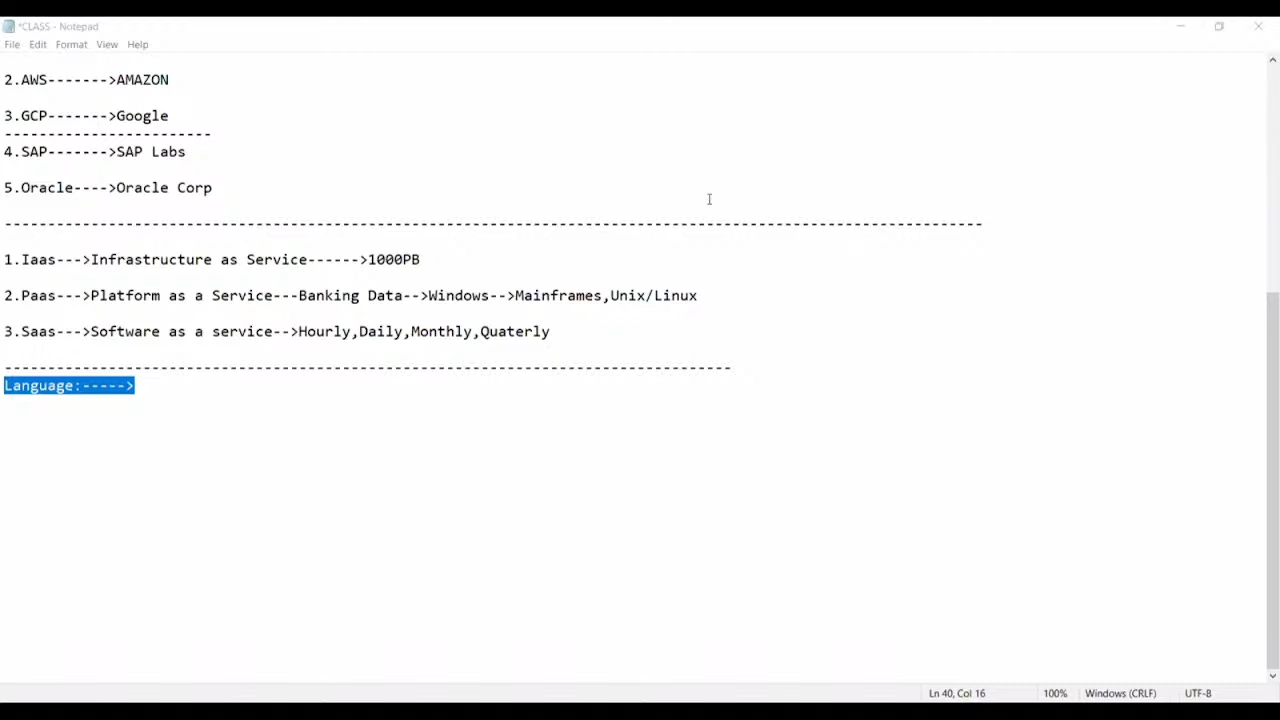 *CLASS - Notepad
File Edit Format View Help
2.AWS------->AMAZON
3.GCP------->Google
------------------------
4.SAP------->SAP Labs
5.Oracle---->Oracle Corp
-----------------------------------------------------------------------------------------------------------------
1.Iaas--->Infrastructure as Service------>1000PB
2.Paas--->Platform as a Service---Banking Data-->Windows-->Mainframes,Unix/Linux
3.Saas--->Software as a service-->Hourly,Daily,Monthly,Quaterly
------------------------------------------------------------------------------------
Language:----->
Ln 40, Col 16 100% Windows (CRLF) UTF-8